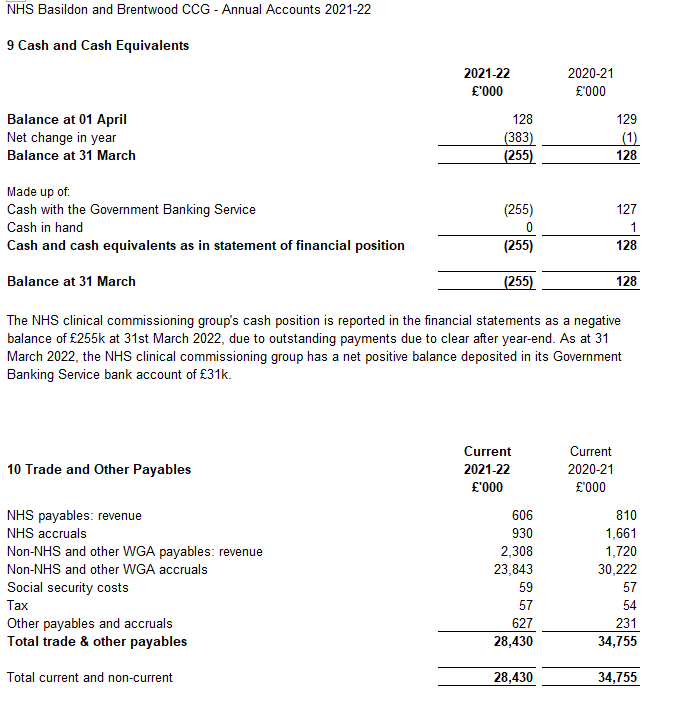 NHS Basildon and Brentwood CCG - Annual Accounts 2021-22
9 Cash and Cash Equivalents
2021-22 2020-21
£'000 £'000
Balance at 01 April 128 129
Net change in year (383) (1)
Balance at 31 March (255) 128
Made up of:
Cash with the Government Banking Service (255) 127
Cash in hand 0 1
Cash and cash equivalents as in statement of financial position (255) 128
Balance at 31 March (255) 128
The NHS clinical commissioning group's cash position is reported in the financial statements as a negative
balance of £255k at 31st March 2022, due to outstanding payments due to clear after year-end. As at 31
March 2022, the NHS clinical commissioning group has a net positive balance deposited in its Government
Banking Service bank account of £31k.
Current Current
10 Trade and Other Payables 2021-22 2020-21
£'000 £'000
NHS payables: revenue 606 810
NHS accruals 930 1,661
Non-NHS and other WGA payables: revenue 2,308 1,720
Non-NHS and other WGA accruals 23,843 30,222
Social security costs 59 57
Tax 57 54
Other payables and accruals 627 231
Total trade & other payables 28,430 34,755
Total current and non-current 28,430 34,755